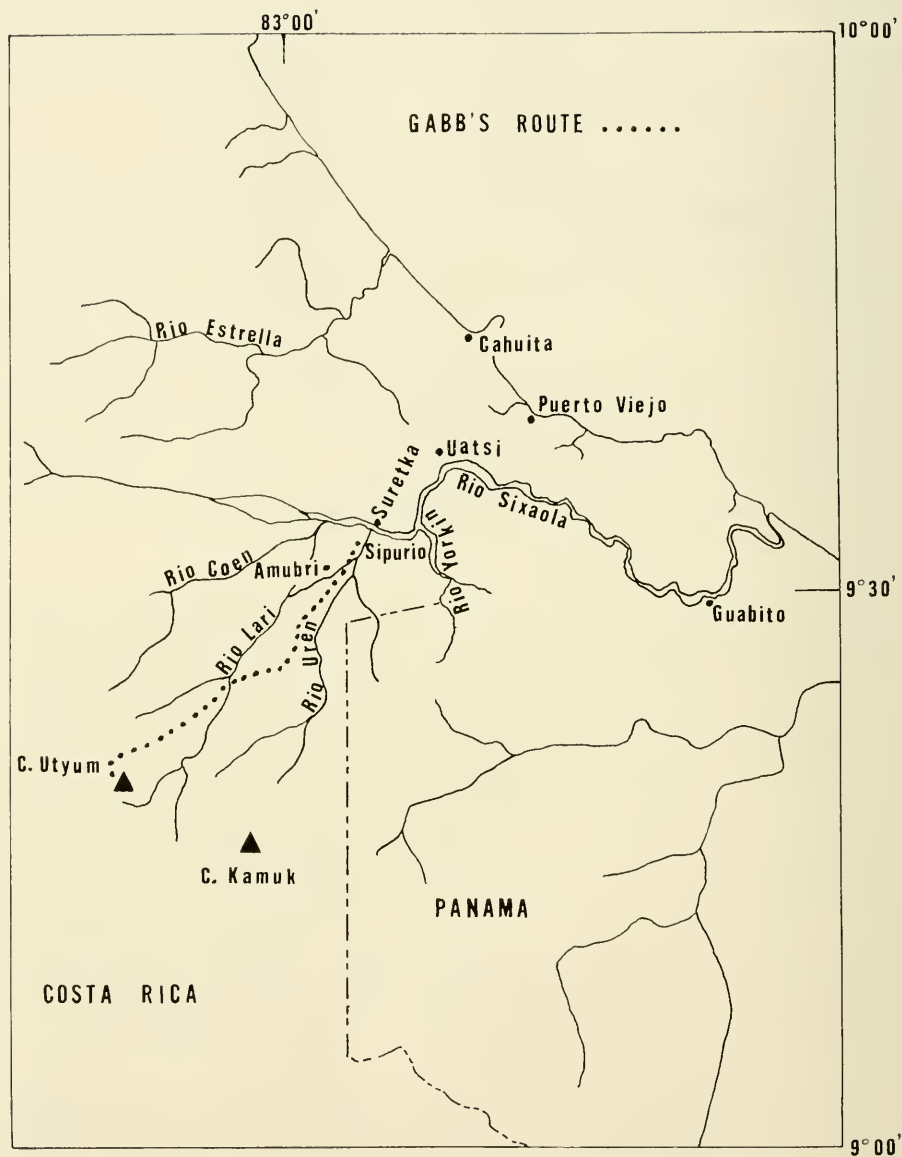 83°00'
10°00'
GABB'S ROUTE ......
Rio Estrella
Cahuita
Puerto Viejo
Uatsi
Suretka
Rio Sixaola
Rio Yorkin
Sipurio
Rio Coen
Amubri
9°30'
Guabito
Rio Lari
Rio Uren
C. Utyum
C. Kamuk
PANAMA
COSTA RICA
9°00'